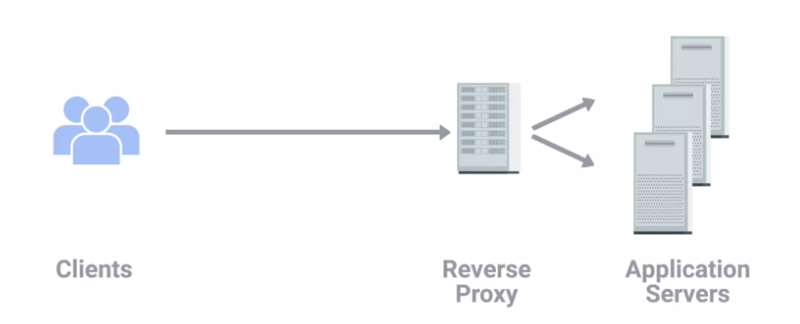 Clients
Reverse
Proxy
Application
Servers